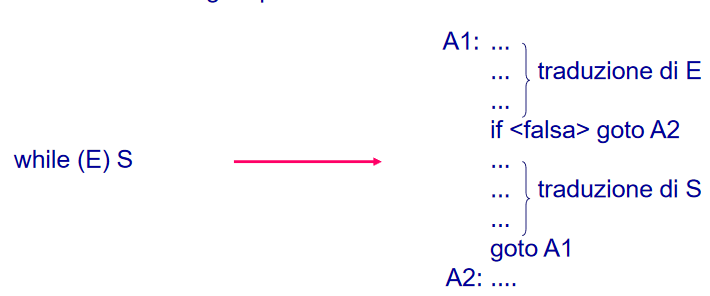 A1: ...
... traduzione di E
...
if <falsa> goto A2
while (E) S
...
... traduzione di S
...
goto A1
A2: ....